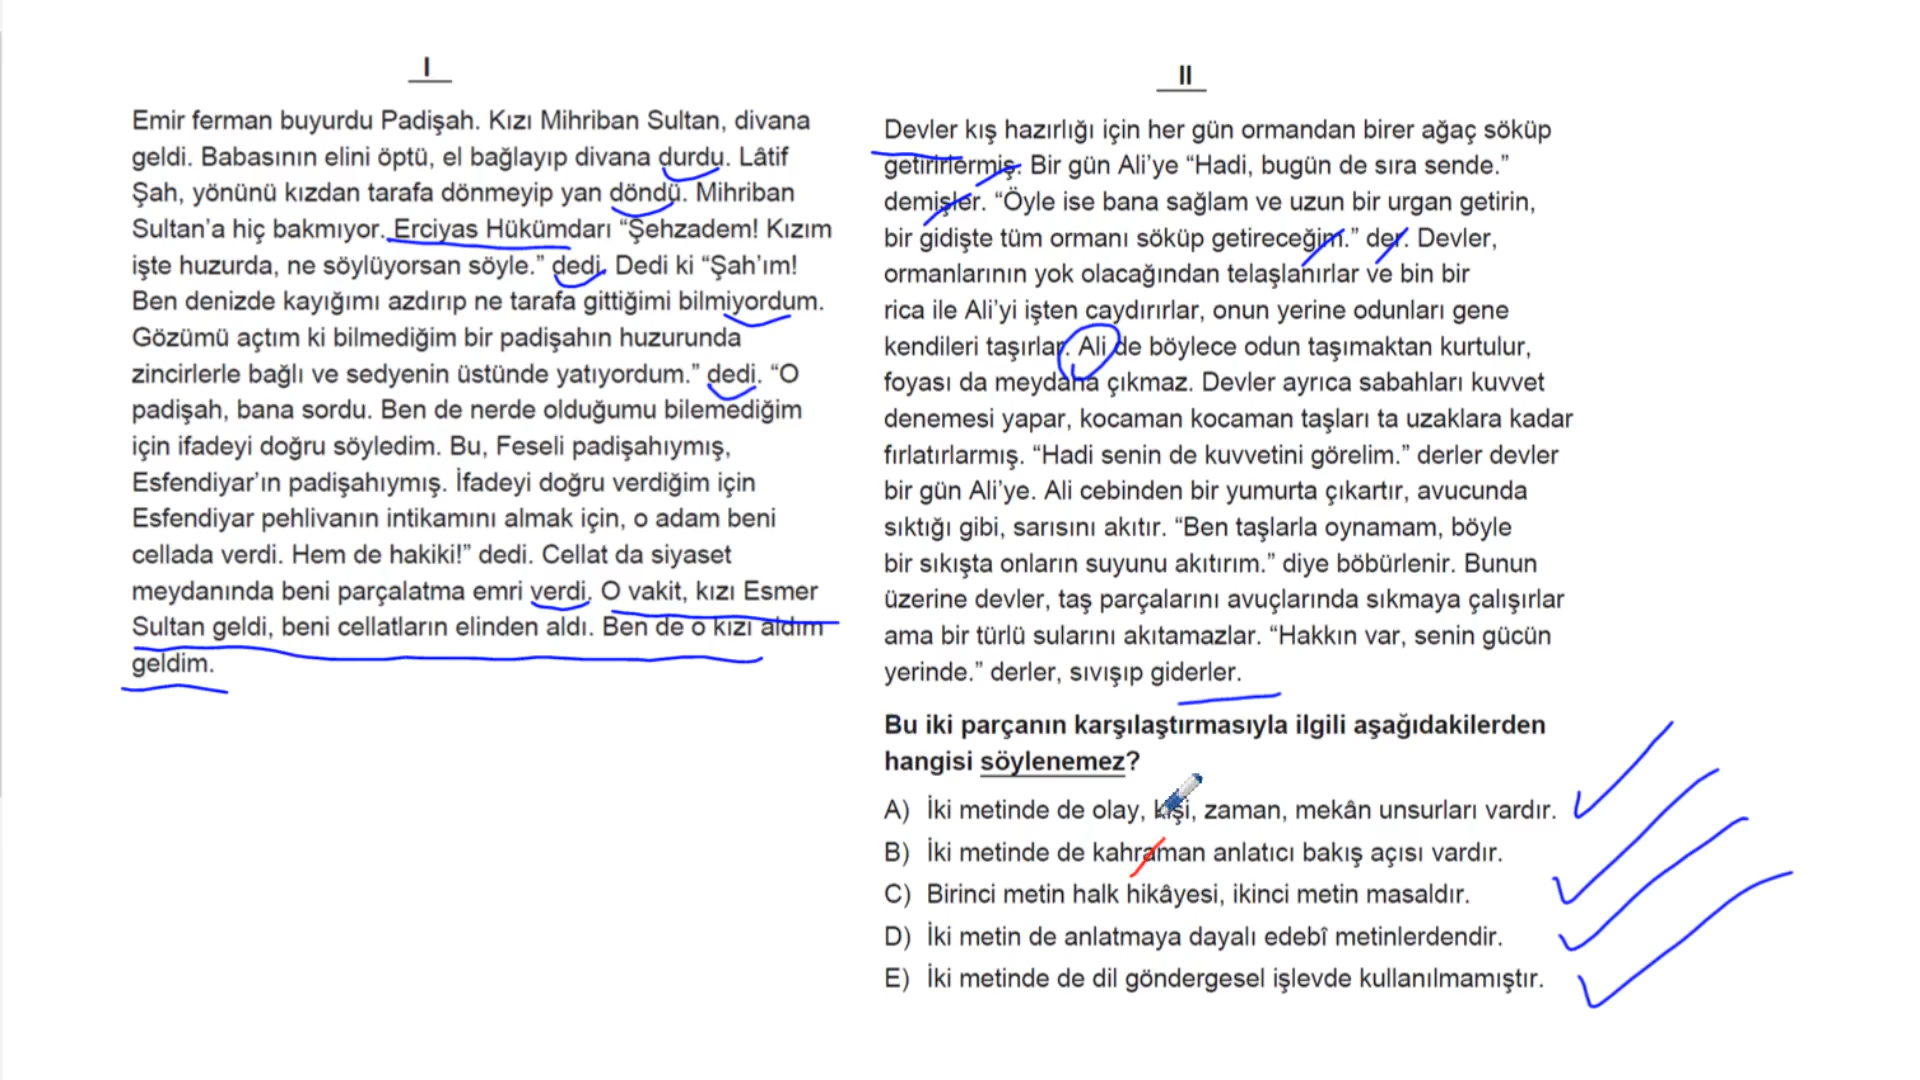 I
Emir ferman buyurdu Padişah. Kızı Mihriban Sultan, divana
geldi. Babasının elini öptü, el bağlayıp divana durdu. Lâtif
Şah, yönünü kızdan tarafa dönmeyip yan döndü. Mihriban
Sultan’a hiç bakmıyor. Erciyas Hükümdarı “Şehzadem! Kızım
işte huzurda, ne söylüyorsan söyle.” dedi. Dedi ki “Şah’ım!
Ben denizde kayığımı azdırıp ne tarafa gittiğimi bilmiyordum.
Gözümü açtım ki bilmediğim bir padişahın huzurunda
zincirlerle bağlı ve sedyenin üstünde yatıyordum.” dedi. “O
padişah, bana sordu. Ben de nerde olduğumu bilemediğim
için ifadeyi doğru söyledim. Bu, Feseli padişahıymış,
Esfendiyar’ın padişahıymış. İfadeyi doğru verdiğim için
Esfendiyar pehlivanın intikamını almak için, o adam beni
cellada verdi. Hem de hakiki!” dedi. Cellat da siyaset
meydanında beni parçalatma emri verdi. O vakit, kızı Esmer
Sultan geldi, beni cellatların elinden aldı. Ben de o kızı aldım
geldim.
II
Devler kış hazırlığı için her gün ormandan birer ağaç söküp
getirirlermiş. Bir gün Ali’ye “Hadi, bugün de sıra sende.”
demişler. “Öyle ise bana sağlam ve uzun bir urgan getirin,
bir gidişte tüm ormanı söküp getireceğim.” der. Devler,
ormanlarının yok olacağından telaşlanırlar ve bin bir
rica ile Ali’yi işten caydırırlar, onun yerine odunları gene
kendileri taşırlar. Ali de böylece odun taşımaktan kurtulur,
foyası da meydana çıkmaz. Devler ayrıca sabahları kuvvet
denemesi yapar, kocaman kocaman taşları ta uzaklara kadar
fırlatırlarmış. “Hadi senin de kuvvetini görelim.” derler devler
bir gün Ali’ye. Ali cebinden bir yumurta çıkartır, avucunda
sıktığı gibi, sarısını akıtır. “Ben taşlarla oynamam, böyle
bir sıkışta onların suyunu akıtırım.” diye böbürlenir. Bunun
üzerine devler, taş parçalarını avuçlarında sıkmaya çalışırlar
ama bir türlü sularını akıtamazlar. “Hakkın var, senin gücün
yerinde.” derler, sıvışıp giderler.
Bu iki parçanın karşılaştırmasıyla ilgili aşağıdakilerden
hangisi söylenemez?
A) İki metinde de olay, kişi, zaman, mekân unsurları vardır.
B) İki metinde de kahraman anlatıcı bakış açısı vardır.
C) Birinci metin halk hikâyesi, ikinci metin masaldır.
D) İki metin de anlatmaya dayalı edebî metinlerdendir.
E) İki metinde de dil göndergesel işlevde kullanılmamıştır.